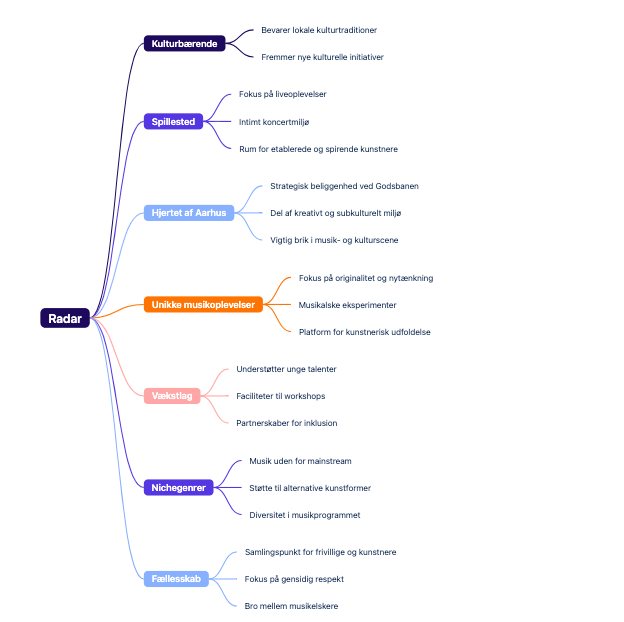 Radar
Kulturbærende
Bevarer lokale kulturtraditioner
Fremmer nye kulturelle initiativer
Spillested
Fokus på liveoplevelser
Intimt koncertmiljø
Rum for etablerede og spirende kunstnere
Hjertet af Aarhus
Strategisk beliggenhed ved Godsbanen
Del af kreativt og subkulturelt miljø
Vigtig brik i musik- og kulturscene
Unikke musikoplevelser
Fokus på originalitet og nytænkning
Musikalske eksperimenter
Platform for kunstnerisk udfoldelse
Vækstlag
Understøtter unge talenter
Faciliteter til workshops
Partnerskaber for inklusion
Nichegenrer
Musik uden for mainstream
Støtte til alternative kunstformer
Diversitet i musikprogrammet
Fællesskab
Samlingspunkt for frivillige og kunstnere
Fokus på gensidig respekt
Bro mellem musikelskere